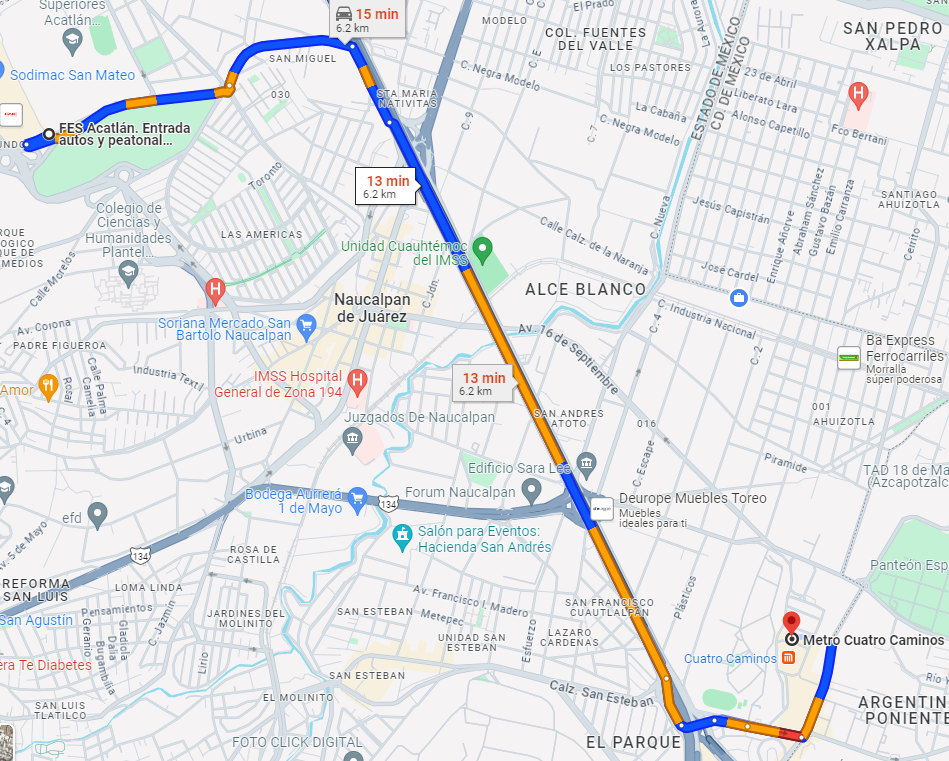 Superiores
Acatlán...
15 min
6.2 km
MODELO
El Prado
COL. FUENTES
DEL VALLE
SAN PEDRO
XALPA
Sodimac San Mateo
SAN MIGUEL
LOS PASTORES
C. Negra Modelo
23 de Abril
Liberato Lara
030
STA MARIA
NATIVITAS
ESTADO DE MÉXICO
CD. DE MÉXICO
La Cabaña
Alonso Capetillo
C. 9
C. 7
C. Negra Modelo
Fco Bertani
FES Acatlán. Entrada
autos y peatonal...
Toronto
13 min
6.2 km
SANTIAGO
AHUIZOTLA
Colegio de
Ciencias y
Humanidades
Plantel...
Jesús Capistrán
C. Nueva
Enrique Añorve
Abraham Sánchez
Gustavo Bazán
Emilio Carranza
Cerrito
LAS AMERICAS
Calle Calz. de la Naranja
Unidad Cuauhtémoc
del IMSS
Calle Morelos
José Cardel
ALCE BLANCO
C. Jdn.
Naucalpan
de Juárez
C. 4
C. Industria Nacional
Soriana Mercado San
Bartolo Naucalpan
Av. Corona
PADRE FIGUEROA
Av. 16 de Septiembre
C. 2
Ba Express
Ferrocarriles
Morralla
súper poderosa
Industria Text'l
Amor
Rosal
Calle Palma
Camelia
IMSS Hospital
General de Zona 194
13 min
6.2 km
Juzgados De Naucalpan
SAN ANDRES
ATOTO
016
001
AHUIZOTLA
Urbina
C. Escape
Piramide
Edificio Sara Lee
TAD 18 de Ma
(Azcapotzalc
Bodega Aurrerá
1 de Mayo
134
Forum Naucalpan
Deurope Muebles Toreo
Muebles
ideales para ti
efd
Av. 5 de Mayo
Salón para Eventos:
Hacienda San Andrés
134
ROSA DE
CASTILLA
Panteón Esp
REFORMA
SAN LUIS
LOMA LINDA
Plásticos
Av. Francisco I. Madero
SAN FRANCISCO
CUAUTLALPAN
Pensamientos
San Agustín
JARDINES DEL
MOLINITO
SAN ESTEBAN
Metepec
C. Jazmin
Geranio
Bugambilia
Dalia
Gladiola
UNIDAD SAN
ESTEBAN
Esfuerzo
LAZARO
CARDENAS
Metro Cuatro Caminos
Cuatro Caminos
era Te Diabetes
Lirio
SAN ESTEBAN
Calz. San Esteban
Río
EL MOLINITO
SAN LUIS
TLATILCO
ARGENTIN
PONIENTE
FOTO CLICK DIGITAL
EL PARQUE